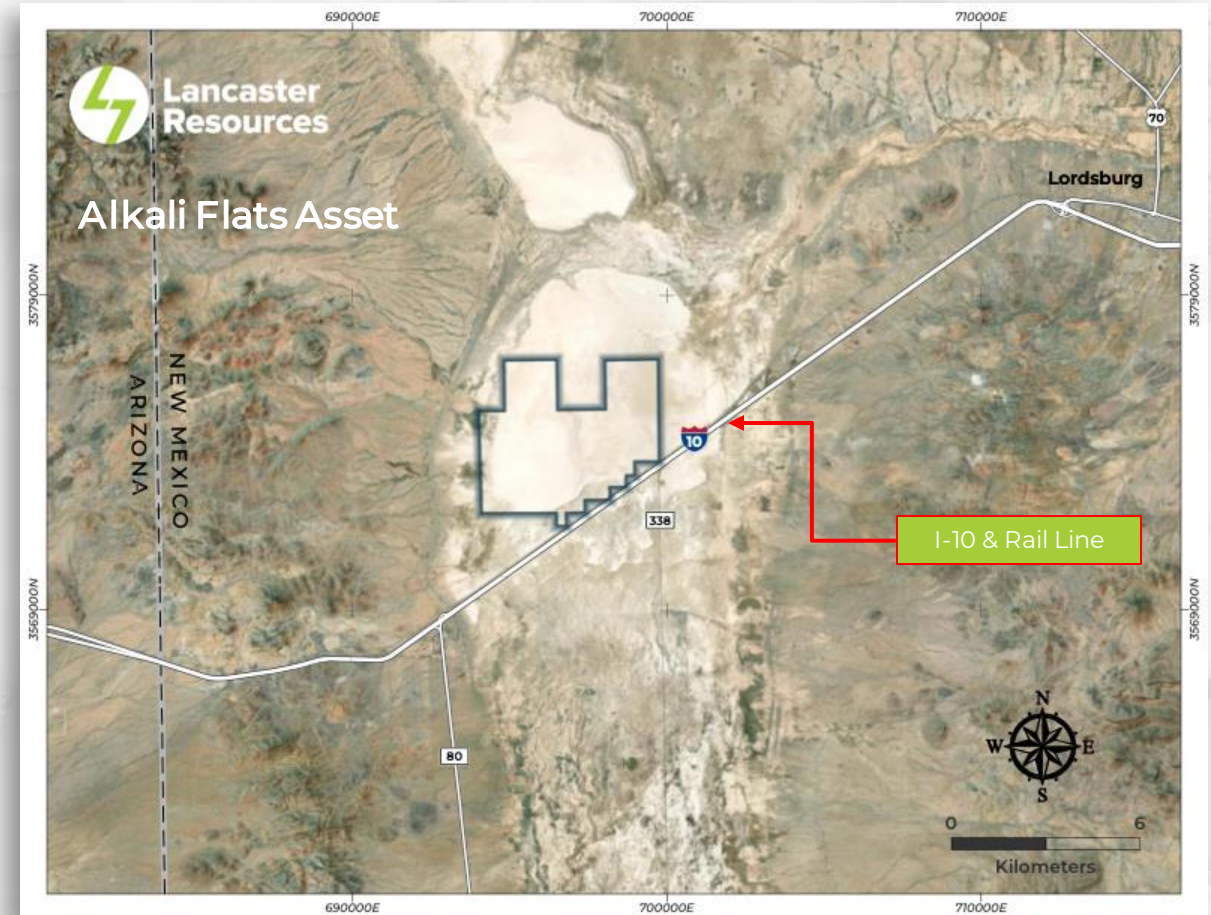 690000E
700000E
710000E
Lancaster
Resources
70
Lordsburg
Alkali Flats Asset
3579000N
3579000N
NEW MEXICO
ARIZONA
10
338
I-10 & Rail Line
3569000N
3569000N
80
N
W
E
S
0
6
Kilometers
690000E
700000E
710000E